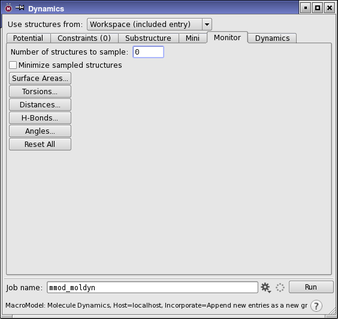 Dynamics
Use structures from: Workspace (included entry)
Potential Constraints (0) Substructure Mini Monitor Dynamics
Number of structures to sample: 0
Minimize sampled structures
Surface Areas...
Torsions...
Distances...
H-Bonds...
Angles...
Reset All
Job name: mmod_moldyn Run
MacroModel: Molecule Dynamics, Host=localhost, Incorporate=Append new entries as a new gr ?